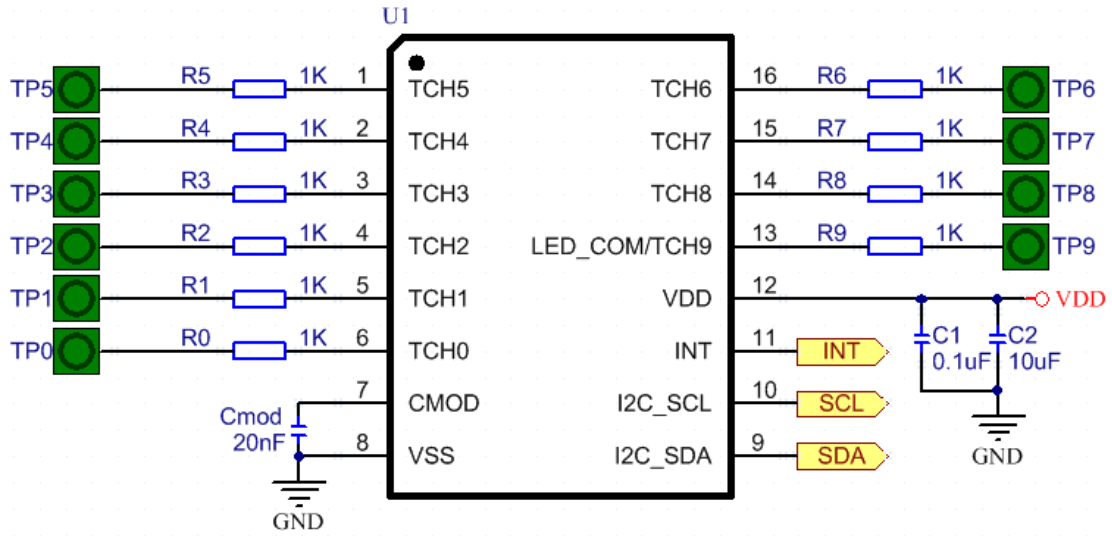 U1
TP5 R5 1K 1 TCH5 TCH6 16 R6 1K TP6
TP4 R4 1K 2 TCH4 TCH7 15 R7 1K TP7
TP3 R3 1K 3 TCH3 TCH8 14 R8 1K TP8
TP2 R2 1K 4 TCH2 LED_COM/TCH9 13 R9 1K TP9
TP1 R1 1K 5 TCH1 VDD 12 VDD
TP0 R0 1K 6 TCH0 INT 11 INT C1 C2
0.1uF 10uF
Cmod 7 CMOD I2C_SCL 10 SCL
20nF 8 VSS I2C_SDA 9 SDA GND
GND